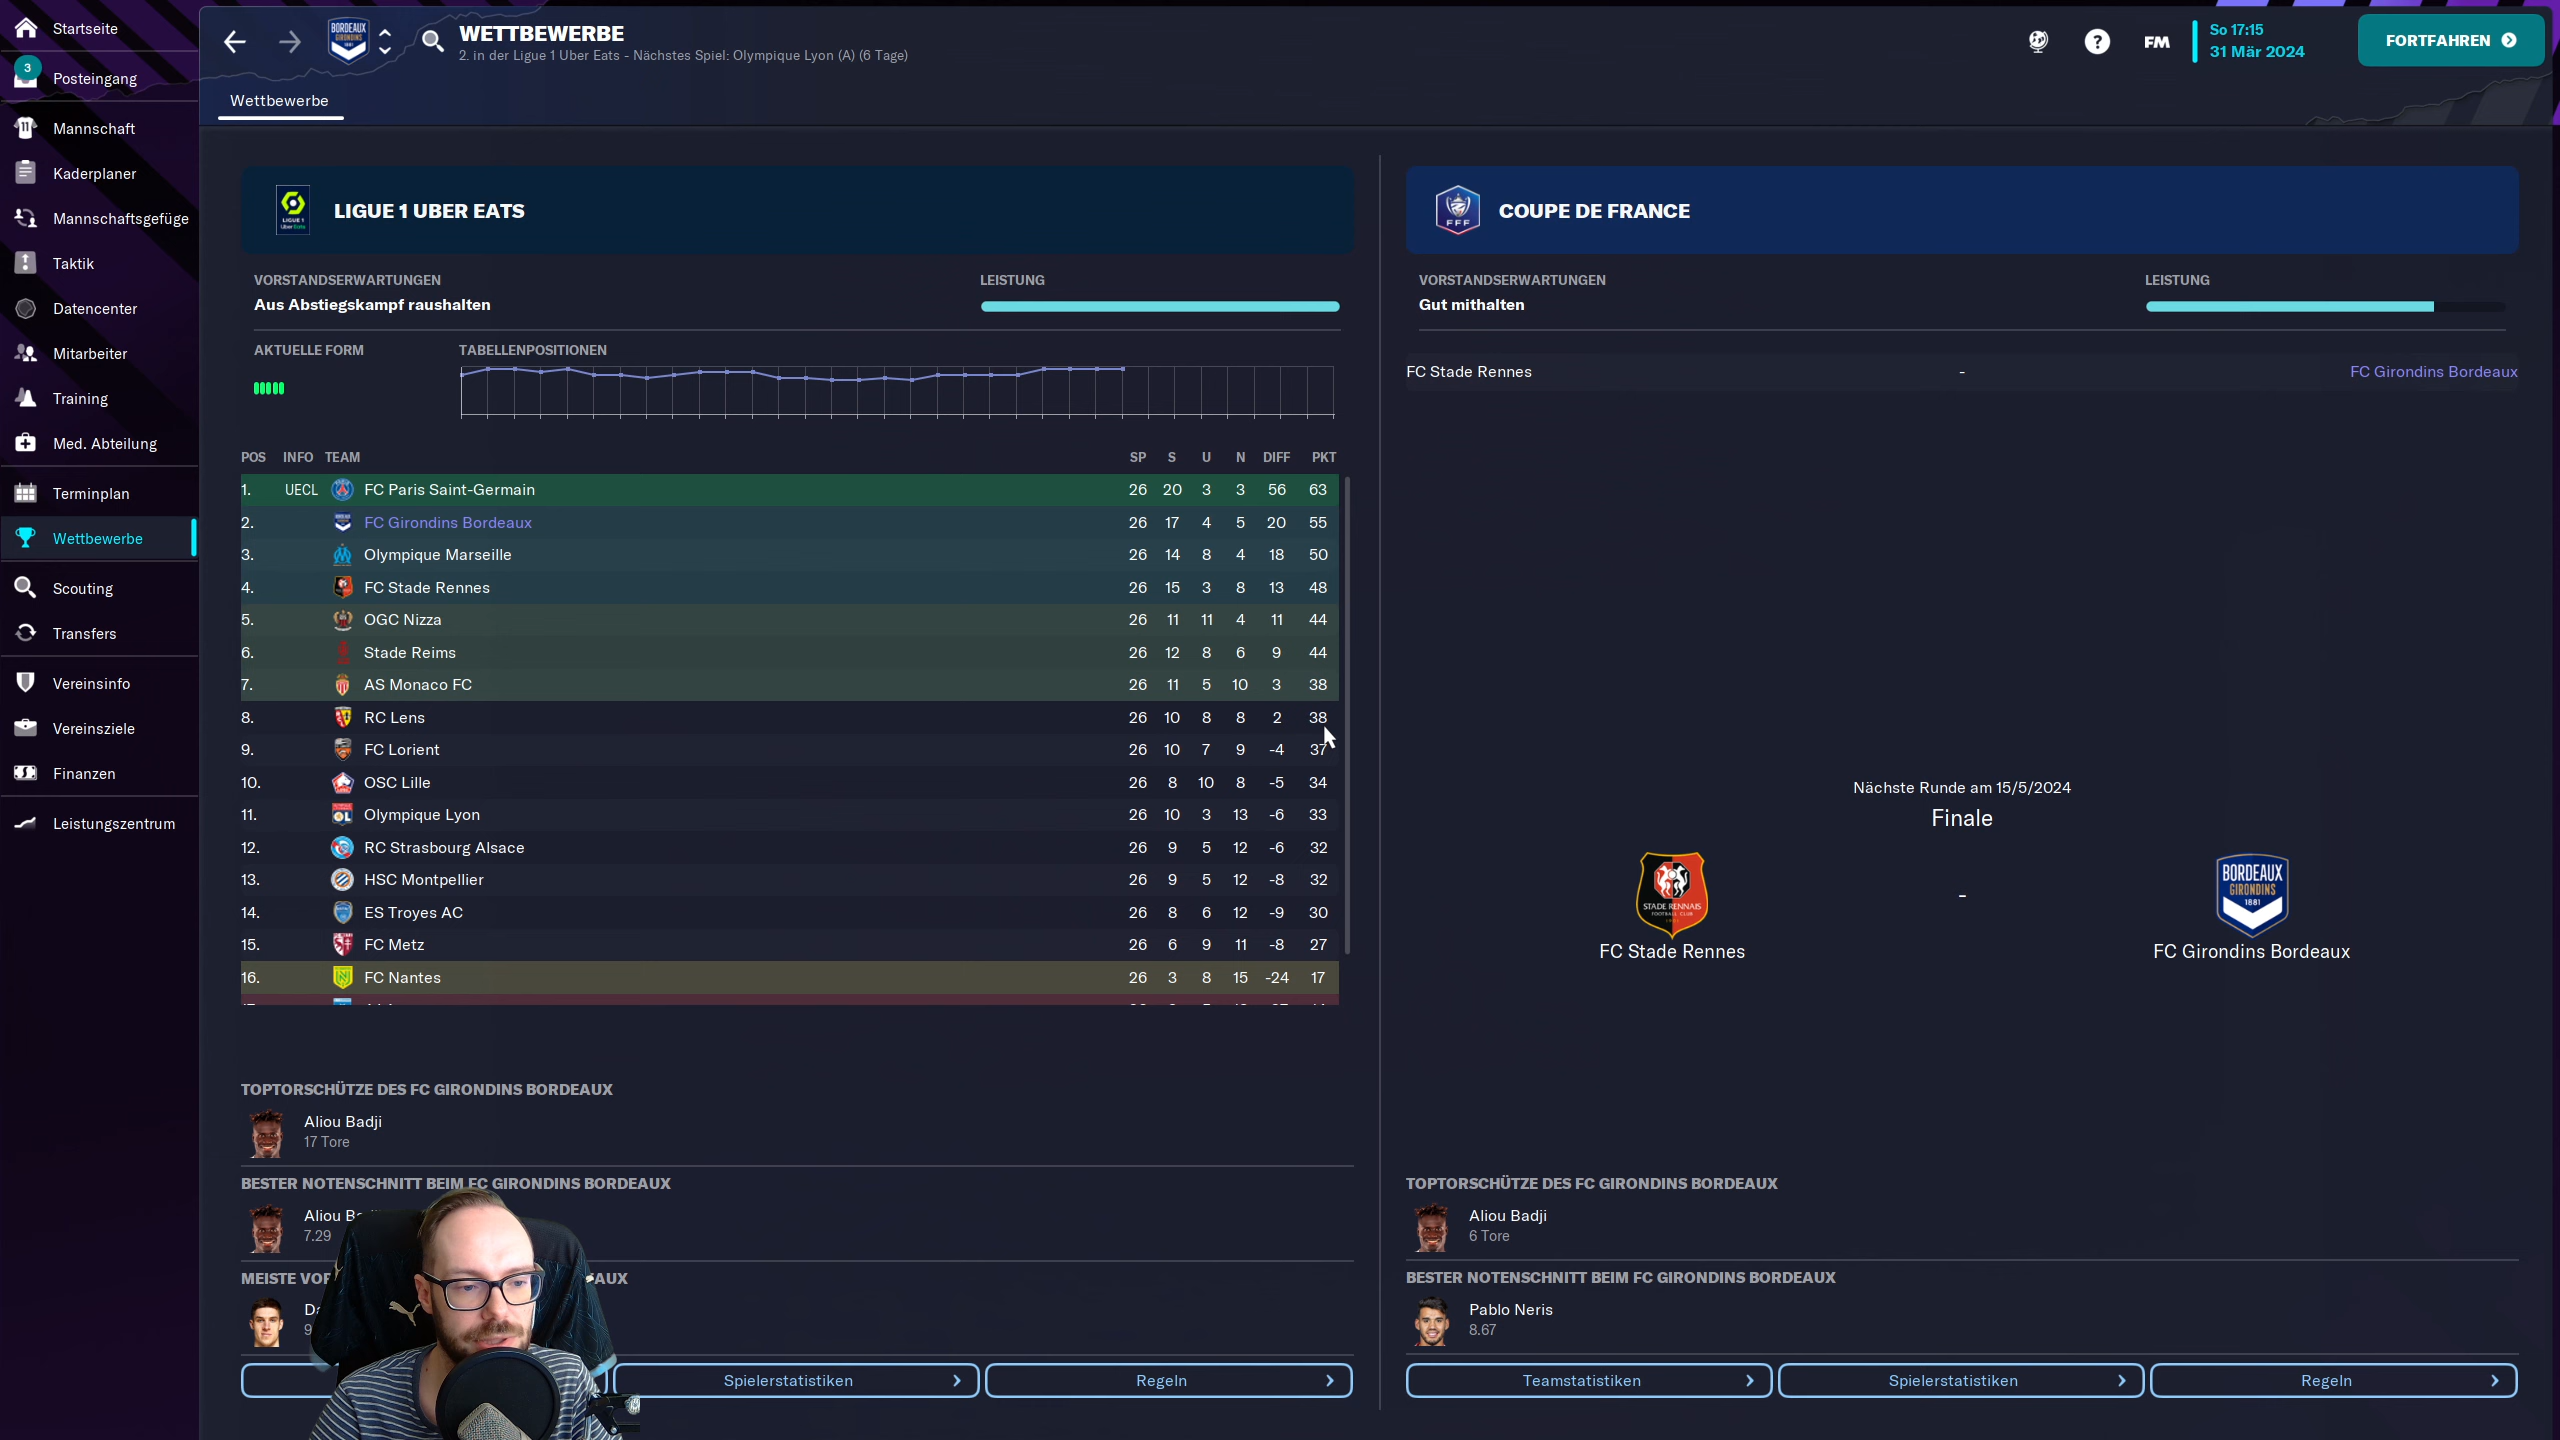 Startseite
3
Posteingang
Mannschaft
Kaderplaner
Mannschaftsgefüge
Taktik
Datencenter
Mitarbeiter
Training
Med. Abteilung
Terminplan
Wettbewerbe
Scouting
Transfers
Vereinsinfo
Vereinsziele
Finanzen
Leistungszentrum
WETTBEWERBE
2. in der Ligue 1 Uber Eats - Nächstes Spiel: Olympique Lyon (A) (6 Tage)
FM
So 17:15
31 Mär 2024
FORTFAHREN
Wettbewerbe
LIGUE 1 UBER EATS
VORSTANDSERWARTUNGEN LEISTUNG
Aus Abstiegskampf raushalten
AKTUELLE FORM TABELLENPOSITIONEN
POS INFO TEAM SP S U N DIFF PKT
1. UECL FC Paris Saint-Germain 26 20 3 3 56 63
2. FC Girondins Bordeaux 26 17 4 5 20 55
3. Olympique Marseille 26 14 8 4 18 50
4. FC Stade Rennes 26 15 3 8 13 48
5. OGC Nizza 26 11 11 4 11 44
6. Stade Reims 26 12 8 6 9 44
7. AS Monaco FC 26 11 5 10 3 38
8. RC Lens 26 10 8 8 2 38
9. FC Lorient 26 10 7 9 -4 37
10. OSC Lille 26 8 10 8 -5 34
11. Olympique Lyon 26 10 3 13 -6 33
12. RC Strasbourg Alsace 26 9 5 12 -6 32
13. HSC Montpellier 26 9 5 12 -8 32
14. ES Troyes AC 26 8 6 12 -9 30
15. FC Metz 26 6 9 11 -8 27
16. FC Nantes 26 3 8 15 -24 17
TOPTORSCHÜTZE DES FC GIRONDINS BORDEAUX
Aliou Badji
17 Tore
BESTER NOTENSCHNITT BEIM FC GIRONDINS BORDEAUX
Aliou
7.29
MEISTE
Spielerstatistiken
Regeln
COUPE DE FRANCE
VORSTANDSERWARTUNGEN LEISTUNG
Gut mithalten
FC Stade Rennes - FC Girondins Bordeaux
Nächste Runde am 15/5/2024
Finale
BORDEAUX
GIRONDINS
1881
STADE RENNAIS
FOOTBALL CLUB
-
FC Stade Rennes FC Girondins Bordeaux
TOPTORSCHÜTZE DES FC GIRONDINS BORDEAUX
Aliou Badji
6 Tore
BESTER NOTENSCHNITT BEIM FC GIRONDINS BORDEAUX
Pablo Neris
8.67
Teamstatistiken
Spielerstatistiken
Regeln